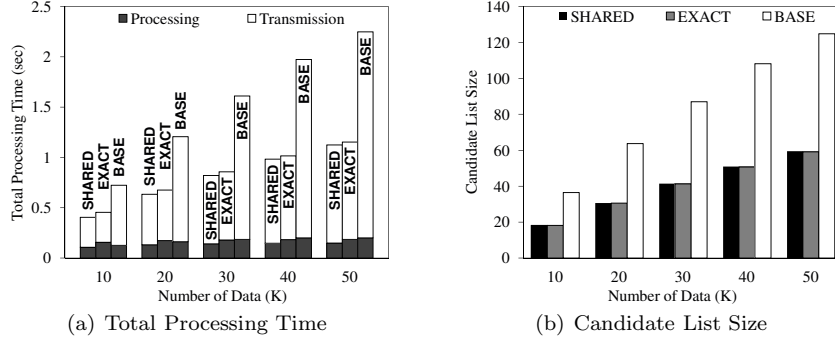 Processing Transmission
Total Processing Time (sec)
2.5
2
1.5
1
0.5
0
SHARED EXACT BASE
SHARED EXACT BASE
SHARED EXACT BASE
SHARED EXACT BASE
SHARED EXACT BASE
10 20 30 40 50
Number of Data (K)
(a) Total Processing Time
SHARED EXACT BASE
Candidate List Size
140
120
100
80
60
40
20
0
10 20 30 40 50
Number of Data (K)
(b) Candidate List Size